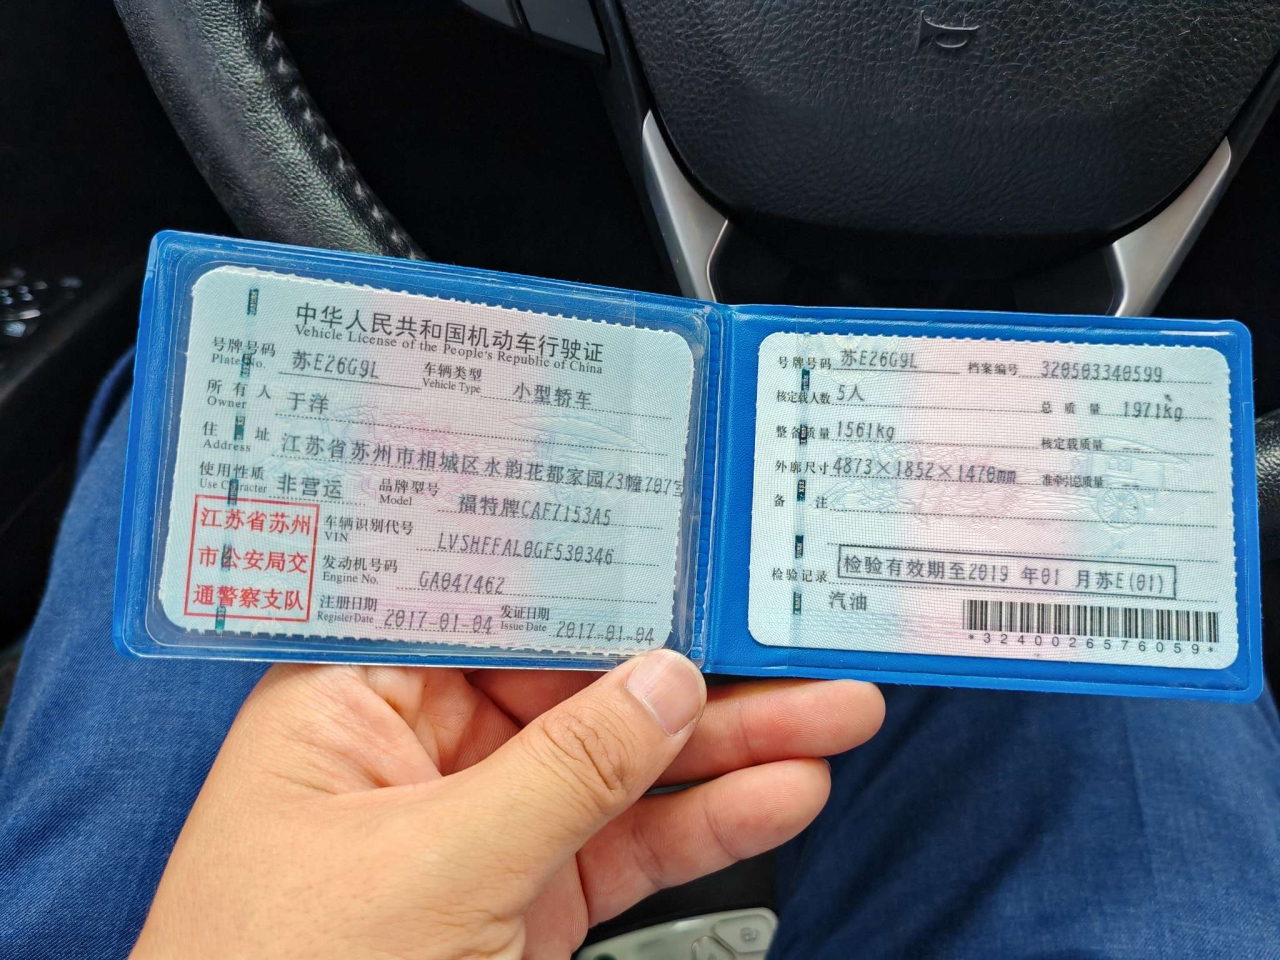 中华人民共和国机动车行驶证
Vehicle License of the People's Republic of China
号牌号码 苏E26G9L 车辆类型 小型轿车
Plate No. Vehicle Type
所有人 于洋
Owner
住址 江苏省苏州市相城区水韵花都家园23幢707室
Address
使用性质 非营运 品牌型号 福特牌CAF7153A5
Use Character Model
江苏省苏州
市公安局交
通警察支队
车辆识别代号 LVSHFFAL0GF530346
VIN
发动机号码 GA047462
Engine No.
注册日期 2017-01-04 发证日期 2017-01-04
Register Date Issue Date
号牌号码 苏E26G9L 档案编号 320503340599
核定载人数 5人 总质量 1971kg
整备质量 1561kg 核定载质量 --
外廓尺寸 4873×1852×1470mm 准牵引总质量 --
备注
检验记录 检验有效期至2019年01月苏E(01)
汽油
*3240026576059*